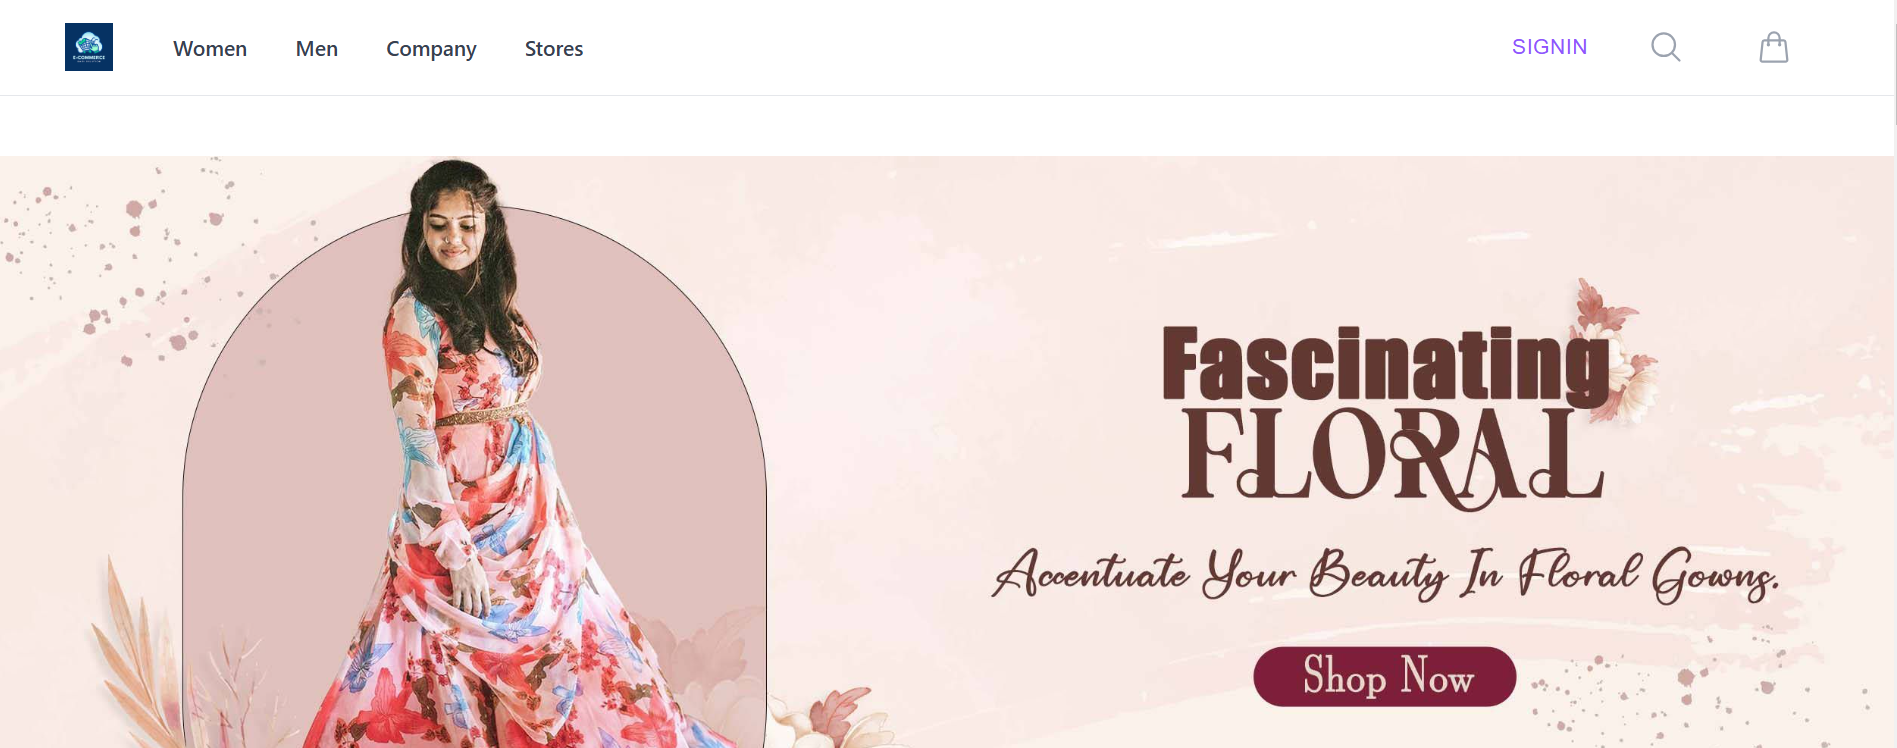 E-COMMERCE
Women Men Company Stores
SIGNIN
Fascinating
FLORAL
Accentuate Your Beauty In Floral Gowns.
Shop Now